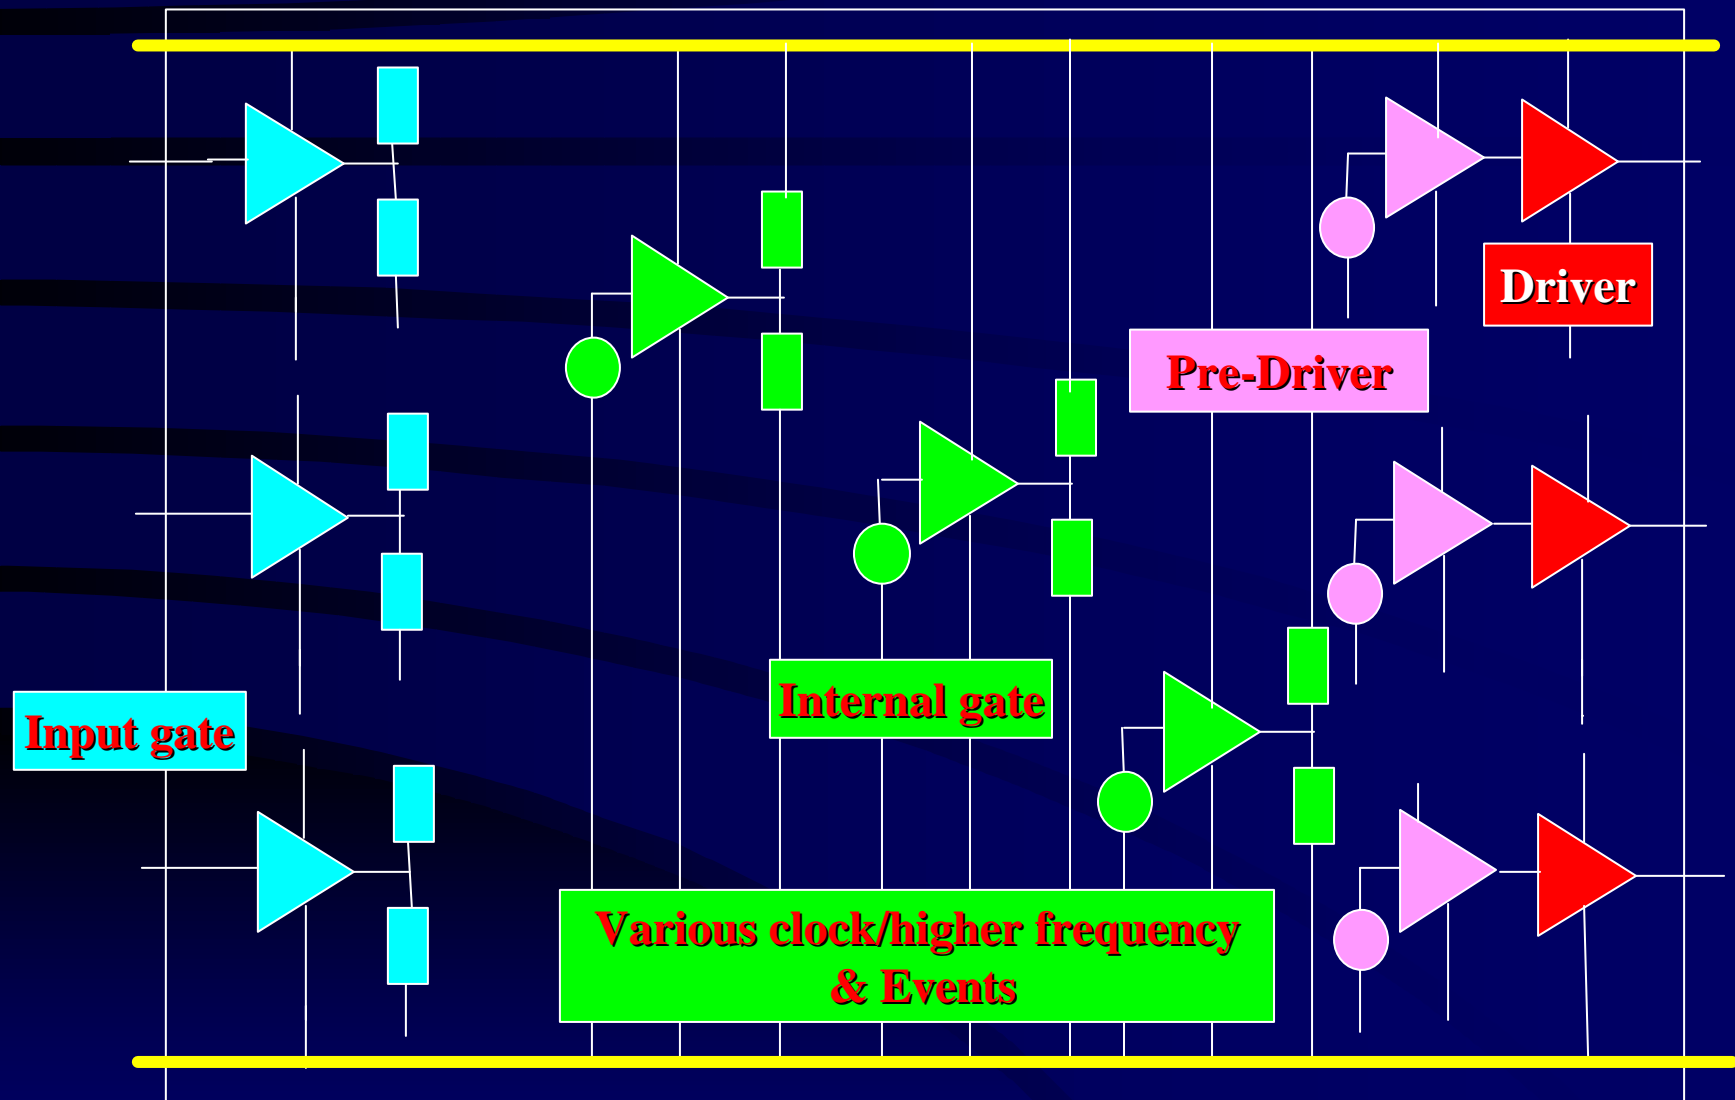 Driver
Pre-Driver
Internal gate
Input gate
Various clock/higher frequency
& Events